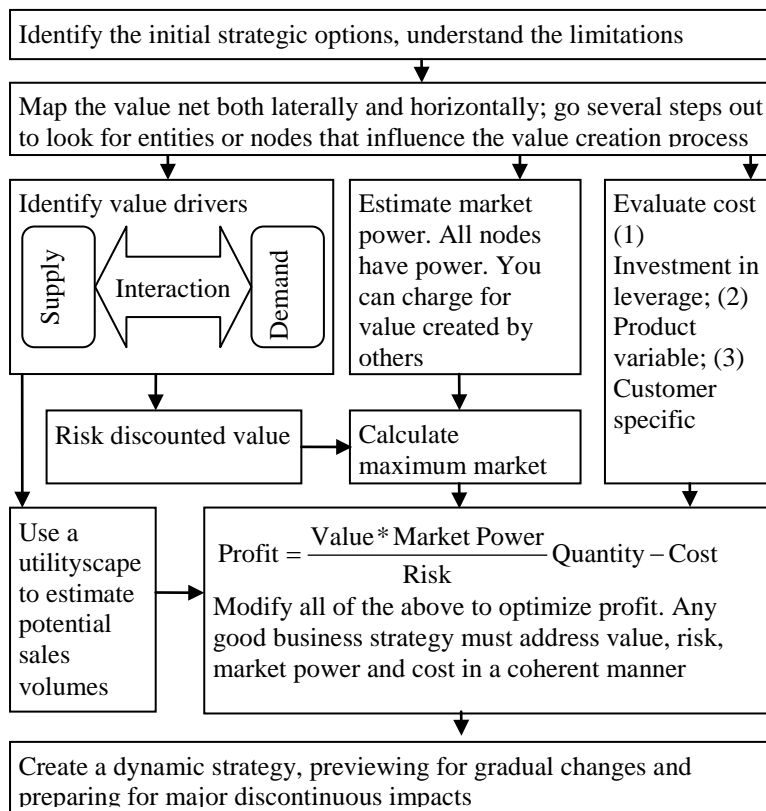 Identify the initial strategic options, understand the limitations
Map the value net both laterally and horizontally; go several steps out
to look for entities or nodes that influence the value creation process
Identify value drivers
Supply
Interaction
Demand
Estimate market
power. All nodes
have power. You
can charge for
value created by
others
Evaluate cost
(1)
Investment in
leverage; (2)
Product
variable; (3)
Customer
specific
Risk discounted value
Calculate
maximum market
Use a
utilityscape
to estimate
potential
sales
volumes
Profit = Value * Market Power / Risk Quantity – Cost
Modify all of the above to optimize profit. Any
good business strategy must address value, risk,
market power and cost in a coherent manner
Create a dynamic strategy, previewing for gradual changes and
preparing for major discontinuous impacts